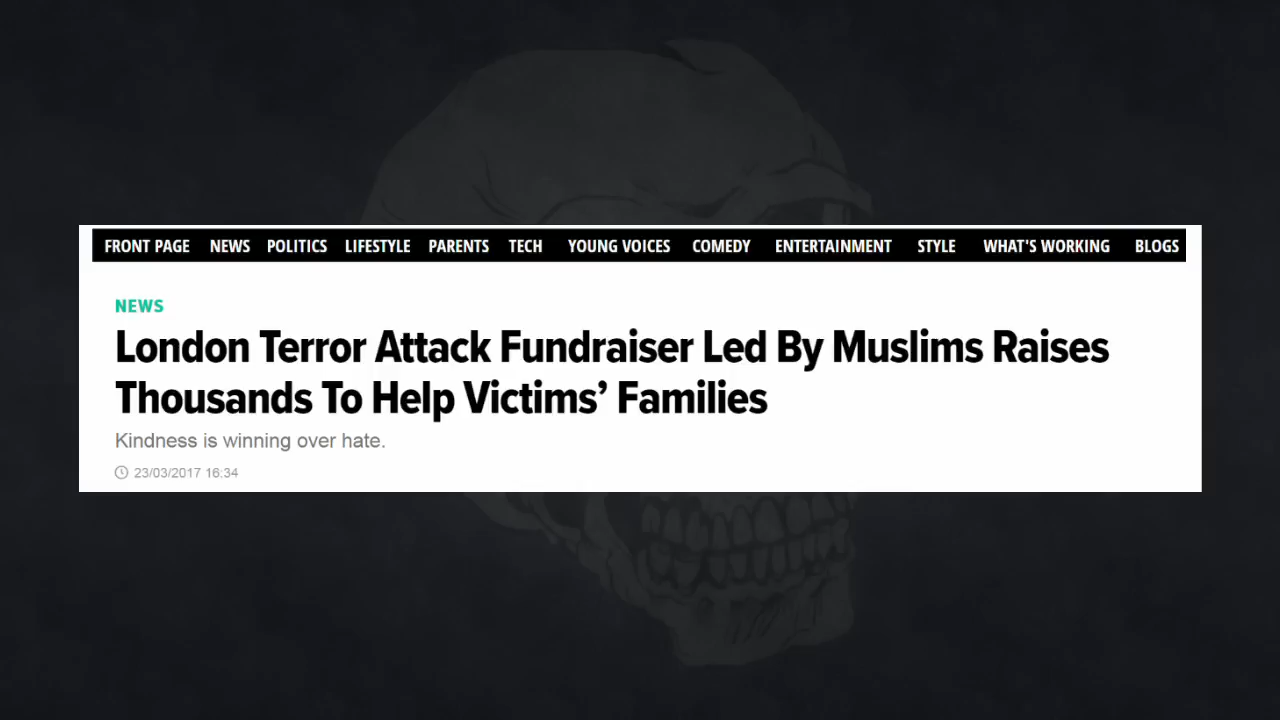 FRONT PAGE NEWS POLITICS LIFESTYLE PARENTS TECH YOUNG VOICES COMEDY ENTERTAINMENT STYLE WHAT'S WORKING BLOGS
NEWS
London Terror Attack Fundraiser Led By Muslims Raises
Thousands To Help Victims’ Families
Kindness is winning over hate.
23/03/2017 16:34